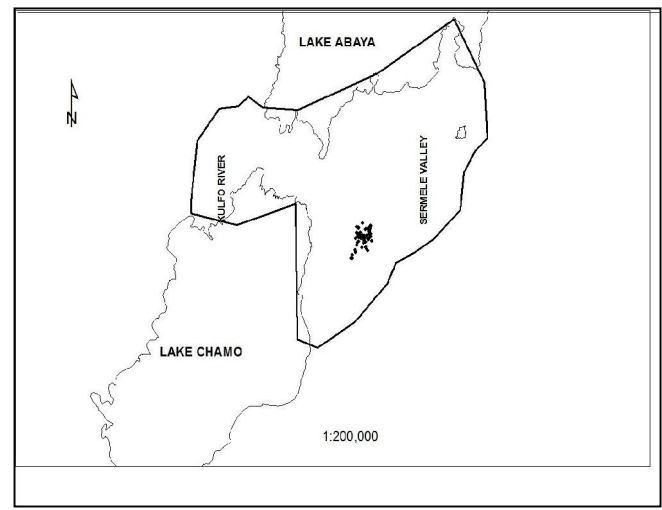 LAKE ABAYA
N
KULFO RIVER
SERMELE VALLEY
LAKE CHAMO
1:200,000